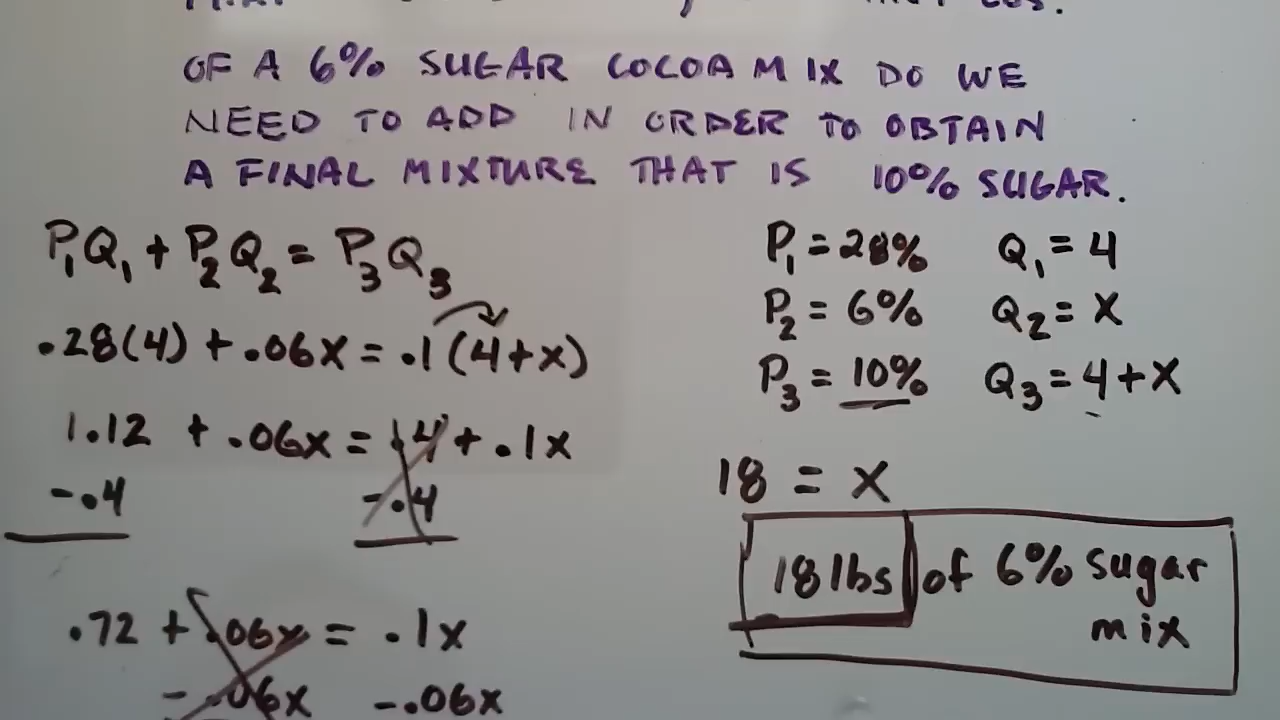 OF A 6% SUGAR COCOA MIX DO WE
NEED TO ADD IN ORDER TO OBTAIN
A FINAL MIXTURE THAT IS 10% SUGAR.
P₁Q₁ + P₂Q₂ = P₃Q₃
.28(4) + .06x = .1(4+x)
1.12 + .06x = .4 + .1x
-.4 -.4
.72 + .06x = .1x
- .06x -.06x
P₁ = 28% Q₁ = 4
P₂ = 6% Q₂ = x
P₃ = 10% Q₃ = 4+x
18 = x
18 lbs of 6% sugar
mix